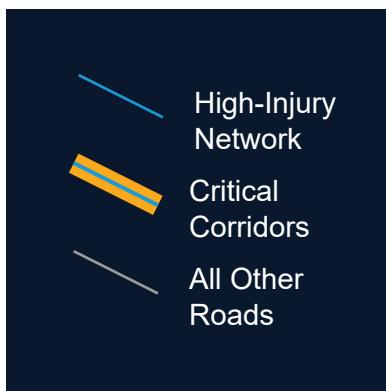 High-Injury
Network
Critical
Corridors
All Other
Roads